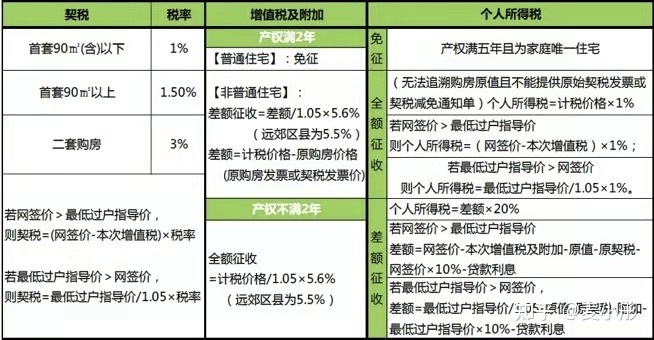 契税
税率
增值税及附加
个人所得税
首套90㎡(含)以下
1%
首套90㎡以上
1.50%
二套购房
3%
若网签价＞最低过户指导价，
则契税=(网签价-本次增值税)×税率
若最低过户指导价＞网签价，
则契税=最低过户指导价/1.05×税率
产权满2年
【普通住宅】：免征
【非普通住宅】：
差额征收=差额/1.05×5.6%
（远郊区县为5.5%）
差额=计税价格-原购房价格
(原购房发票或契税发票价)
产权不满2年
全额征收
=计税价格/1.05×5.6%
（远郊区县为5.5%）
免征
产权满五年且为家庭唯一住宅
全额征收
（无法追溯购房原值且不能提供原始契税发票或
契税减免通知单）个人所得税=计税价格×1%
若网签价＞最低过户指导价
则个人所得税=（网签价-本次增值税）×1%；
若最低过户指导价＞网签价
则个人所得税=最低过户指导价/1.05×1%。
差额征收
个人所得税=差额×20%
若网签价＞最低过户指导价
差额=网签价-本次增值税及附加-原值-原契税-
网签价×10%-贷款利息
若最低过户指导价＞网签价，
差额=最低过户指导价/1.05-原值-原契税-附加-
最低过户指导价×10%-贷款利息
知乎 @麦小彤